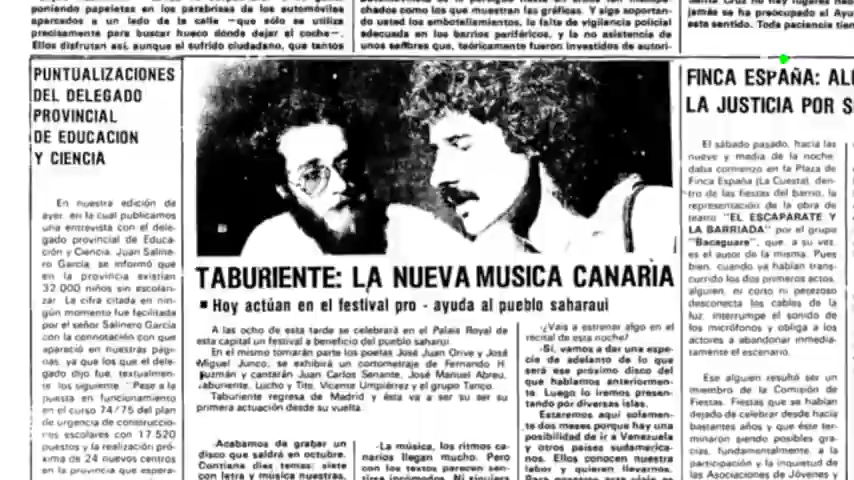 poniendo papeletas en los parabrisas de los automóviles
aparcados a un lado de la calle —que sólo se utiliza
precisamente para buscar hueco donde dejar el coche—.
Ellos disfrutan así, aunque el sufrido ciudadano, que tantos
chados como los que muestran las gráficas. Y algo aportan-
do usted los embotellamientos, la falta de vigilancia policial
adecuada en los barrios periféricos, y la no asistencia de
unos señores que, teóricamente fueron investidos de autori-
jamás se ha preocupado el Ayu
este sentido. Toda paciencia tien
PUNTUALIZACIONES
DEL DELEGADO
PROVINCIAL
DE EDUCACION
Y CIENCIA
En nuestra edición de
ayer, en la cual publicamos
una entrevista con el dele-
gado provincial de Educa-
ción y Ciencia, Juan Saline-
ro García, se informó que
en la provincia existían
32.000 niños sin escolari-
zar. La cifra citada en nin-
gún momento fue facilitada
por el señor Salinero García
con la connotación con que
apareció en nuestras pági-
nas, ya que los que el dele-
gado dijo fue, textualmen-
te los siguiente: "Pese a la
puesta en funcionamiento
en el curso 74/75 del plan
de urgencia de construccio-
nes escolares con 17.520
puestos y la realización pró-
xima de 24 nuevos centros
en la provincia que espera-
TABURIENTE: LA NUEVA MUSICA CANARIA
■ Hoy actúan en el festival pro - ayuda al pueblo saharaui
A las ocho de esta tarde se celebrará en el Palais Royal de
esta capital un festival a beneficio del pueblo saharui.
En el mismo tomarán parte los poetas José Juan Orive y José
Miguel Junco, se exhibirá un cortometraje de Fernando H.
Guzmán y cantarán Juan Carlos Senante, José Manuel Abreu,
Taburiente, Lucho y Tito, Vicente Umpiérrez y el grupo Tanco.
Taburiente regresa de Madrid y ésta va a ser su ser su
primera actuación desde su vuelta.
-Acabamos de grabar un
disco que saldrá en octubre.
Contiene diez temas: siete
con letra y música nuestras,
-La música, los ritmos ca-
narios llegan mucho. Pero
con los textos parecen sen-
tirse incómodos. Ni siquiera
-¿Vais a estrenar algo en el
recital de esta noche?
-Sí, vamos a dar una espe-
cie de adelanto de lo que
será ese próximo disco del
que hablamos anteriormen-
te. Luego lo iremos presen-
tando por diversas islas.
Estaremos aquí solamen-
te dos meses porque hay una
posibilidad de ir a Venezuela
y otros países sudamerica-
nos. Ellos conocen nuestra
labor y quieren llevarnos.
FINCA ESPAÑA: AL
LA JUSTICIA POR S
El sábado pasado, hacia las
nueve y media de la noche,
daba comienzo en la Plaza de
Finca España (La Cuesta), den-
tro de las fiestas del barrio, la
representación de la obra de
teatro "EL ESCAPARATE Y
LA BARRIADA" por el grupo
"Bacaguare", que, a su vez,
es el autor de la misma. Pues
bien, cuando ya habían trans-
currido los dos primeros actos,
alguien, ni corto ni perezoso
desconecta los cables de la
luz, interrumpe el sonido de
los micrófonos y obliga a los
actores a abandonar inmedia-
tamente el escenario.
Ese alguien resultó ser un
miembro de la Comisión de
Fiestas. Fiestas que se habían
dejado de celebrar desde hacía
bastantes años y que éste ter-
minaron siendo posibles gra-
cias, fundamentalmente, a la
participación y la inquietud de
las Asociaciones de Jóvenes y